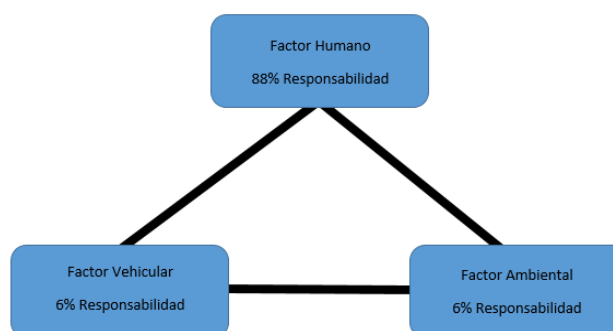 Factor Humano
88% Responsabilidad
Factor Vehicular
6% Responsabilidad
Factor Ambiental
6% Responsabilidad